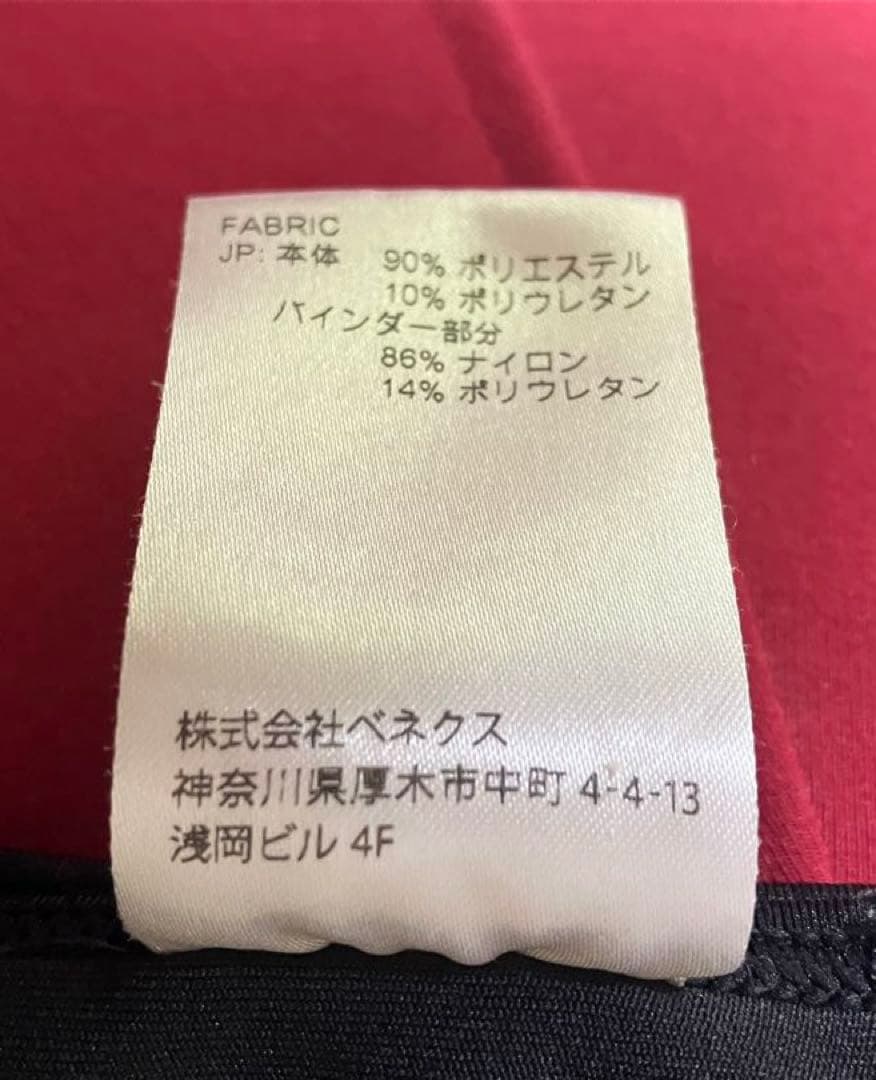 FABRIC
JP: 本体 90% ポリエステル
10% ポリウレタン
バインダー部分
86% ナイロン
14% ポリウレタン
株式会社ベネクス
神奈川県厚木市中町 4-4-13
浅岡ビル 4F